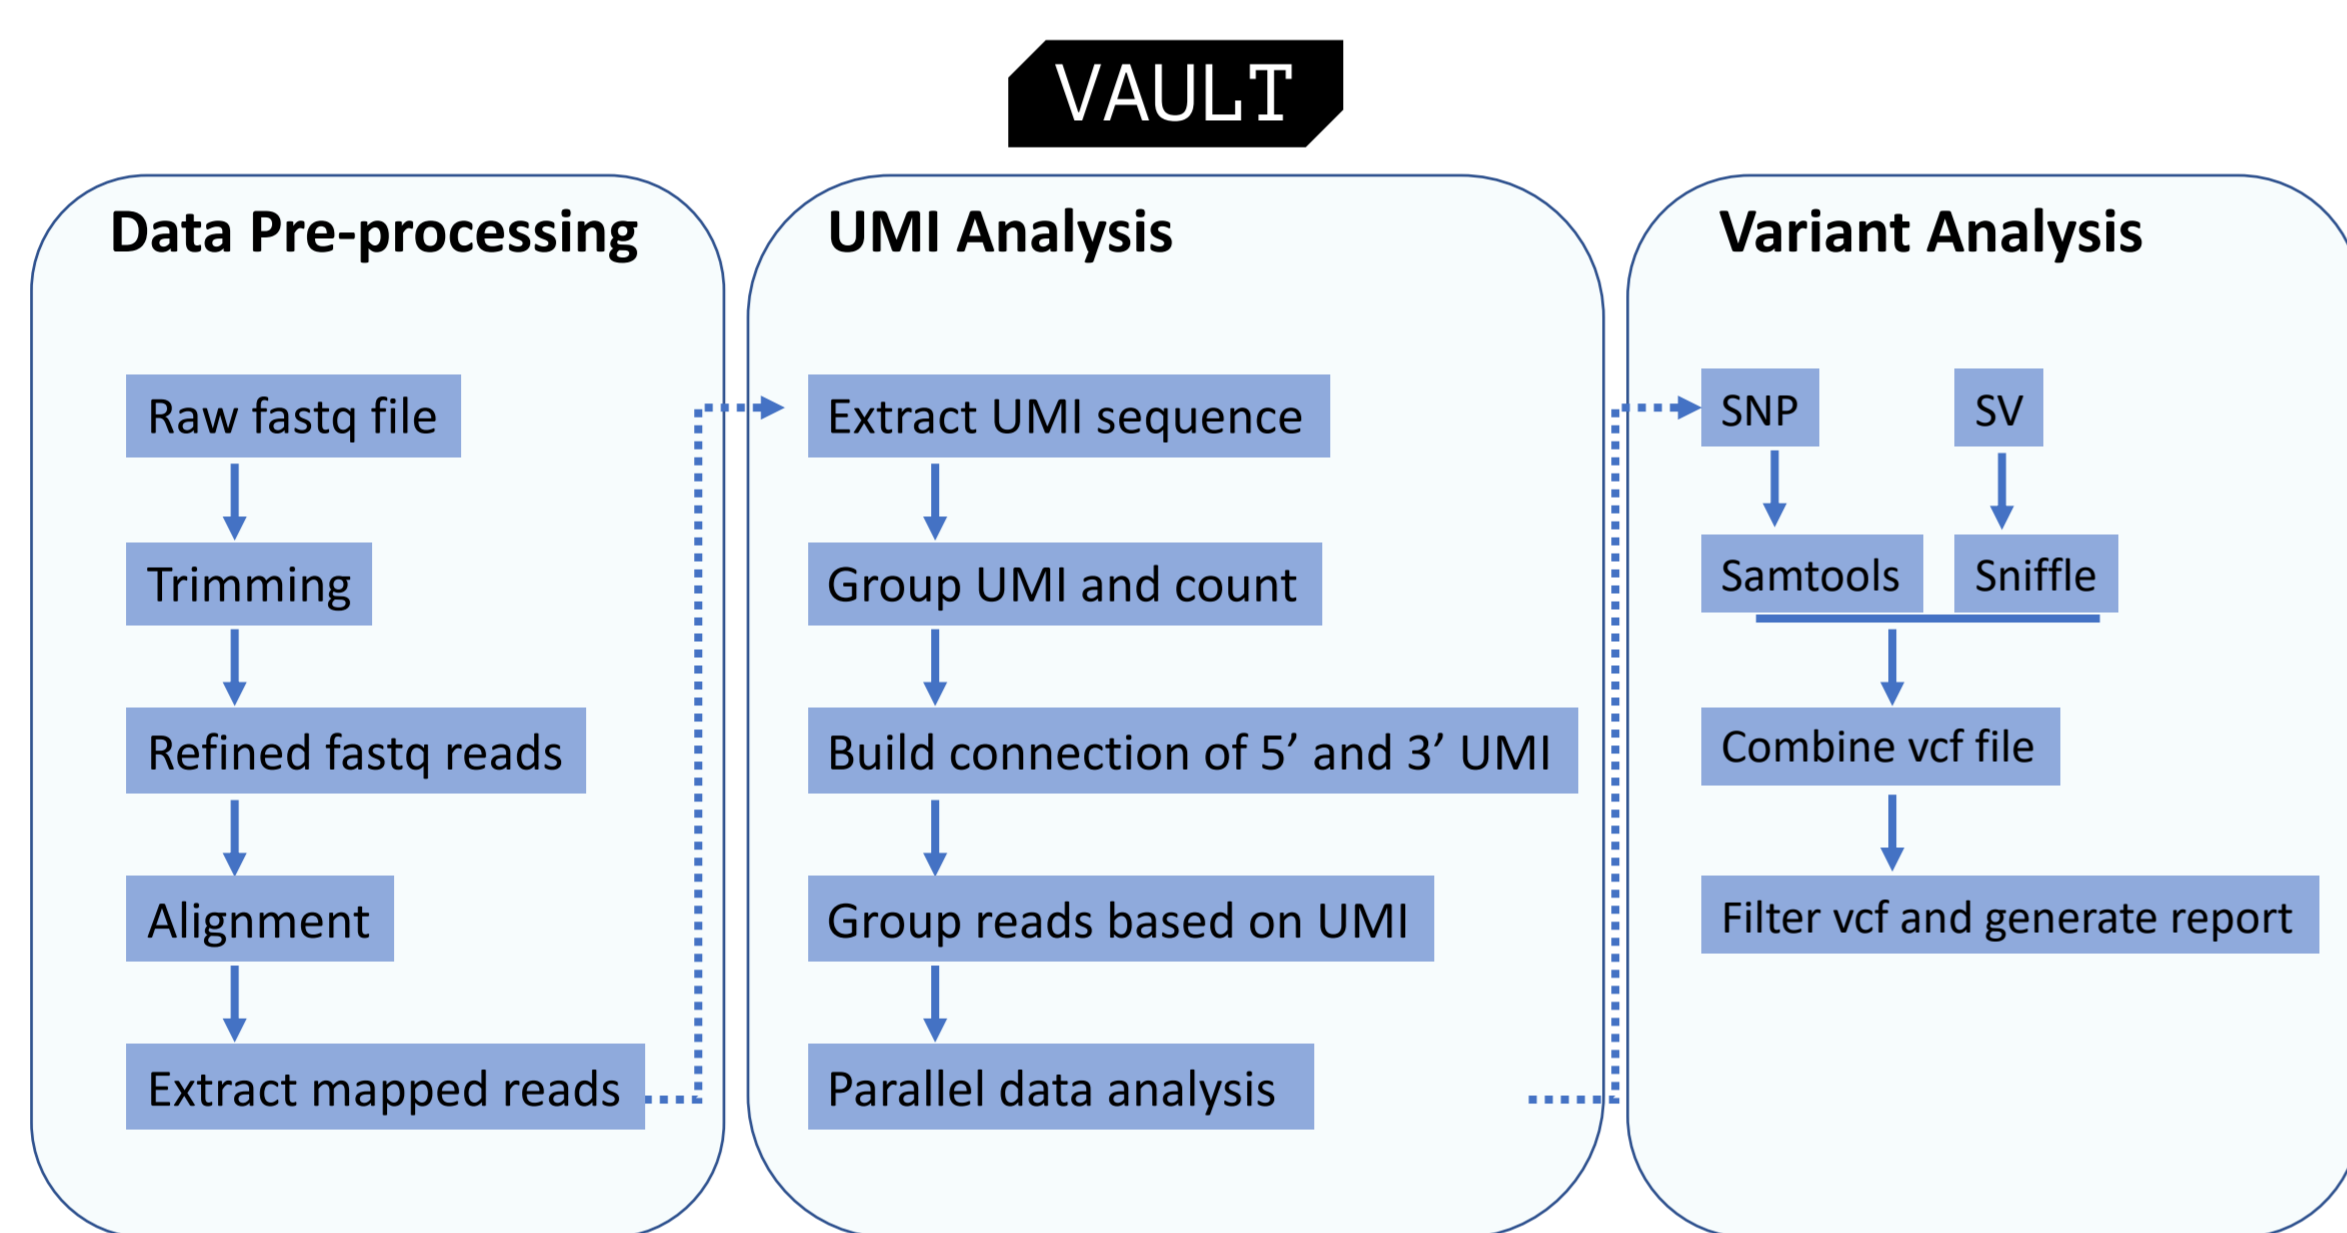 VAULT
Data Pre-processing
Raw fastq file
Trimming
Refined fastq reads
Alignment
Extract mapped reads
UMI Analysis
Extract UMI sequence
Group UMI and count
Build connection of 5′ and 3′ UMI
Group reads based on UMI
Parallel data analysis
Variant Analysis
SNP
SV
Samtools
Sniffle
Combine vcf file
Filter vcf and generate report